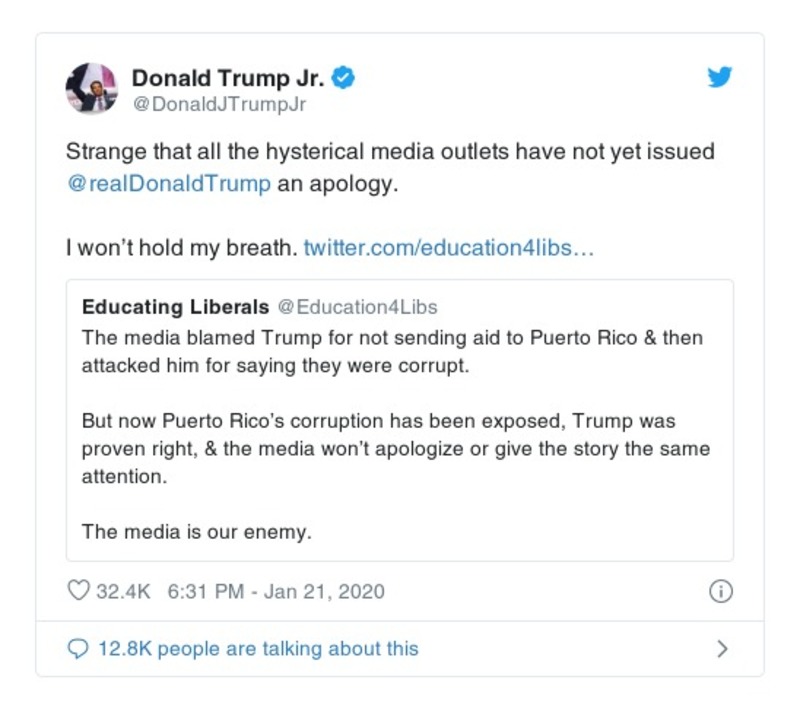 Donald Trump Jr.
@DonaldJTrumpJr
Strange that all the hysterical media outlets have not yet issued
@realDonaldTrump an apology.
I won’t hold my breath. twitter.com/education4libs…
Educating Liberals @Education4Libs
The media blamed Trump for not sending aid to Puerto Rico & then
attacked him for saying they were corrupt.
But now Puerto Rico’s corruption has been exposed, Trump was
proven right, & the media won’t apologize or give the story the same
attention.
The media is our enemy.
32.4K 6:31 PM - Jan 21, 2020
12.8K people are talking about this